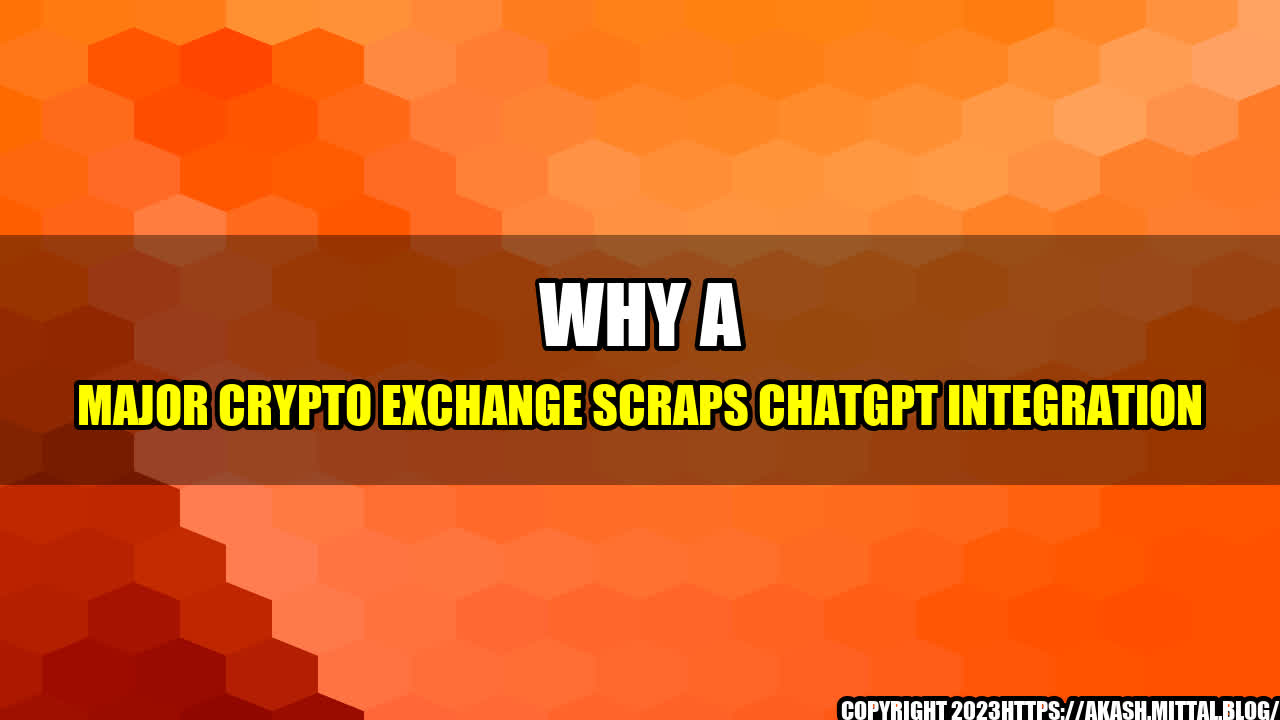 WHY A
MAJOR CRYPTO EXCHANGE SCRAPS CHATGPT INTEGRATION
COPYRIGHT 2023HTTPS://AKASH.MITTAL.BLOG/